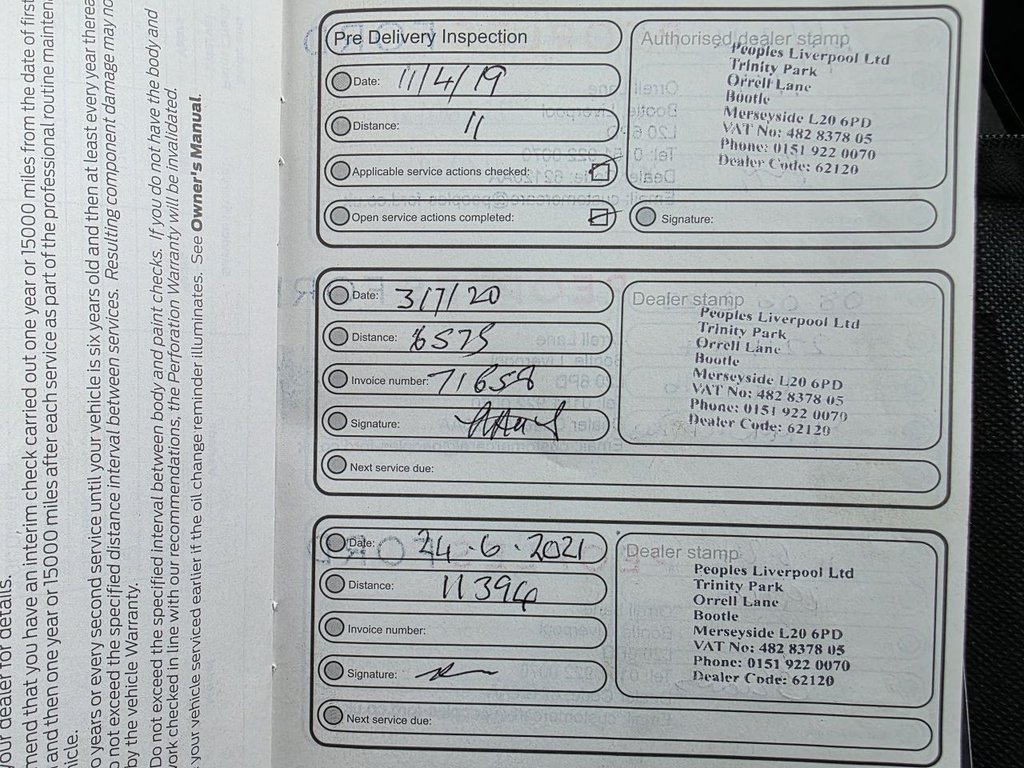 our dealer for details.
mend that you have an interim check carried out one year or 15000 miles from the date of first
and then one year or 15000 miles after each service as part of the professional routine mainten
hicle.
o years or every second service until your vehicle is six years old and then at least every year therea
o not exceed the specified distance interval between services. Resulting component damage may no
by the vehicle Warranty.
Do not exceed the specified interval between body and paint checks. If you do not have the body and
ork checked in line with our recommendations, the Perforation Warranty will be invalidated.
your vehicle serviced earlier if the oil change reminder illuminates. See Owner's Manual.
Pre Delivery Inspection
Date: 11/4/19
Distance: 11
Applicable service actions checked:
Open service actions completed:
Authorised dealer stamp
Peoples Liverpool Ltd
Trinity Park
Orrell Lane
Bootle
Merseyside L20 6PD
VAT No: 482 8378 05
Phone: 0151 922 0070
Dealer Code: 62120
Signature:
Date: 3/7/20
Distance: 6575
Invoice number: 71658
Signature:
Next service due:
Dealer stamp
Peoples Liverpool Ltd
Trinity Park
Orrell Lane
Bootle
Merseyside L20 6PD
VAT No: 482 8378 05
Phone: 0151 922 0070
Dealer Code: 62120
Date: 24.6.2021
Distance: 11394
Invoice number:
Signature:
Next service due:
Dealer stamp
Peoples Liverpool Ltd
Trinity Park
Orrell Lane
Bootle
Merseyside L20 6PD
VAT No: 482 8378 05
Phone: 0151 922 0070
Dealer Code: 62120